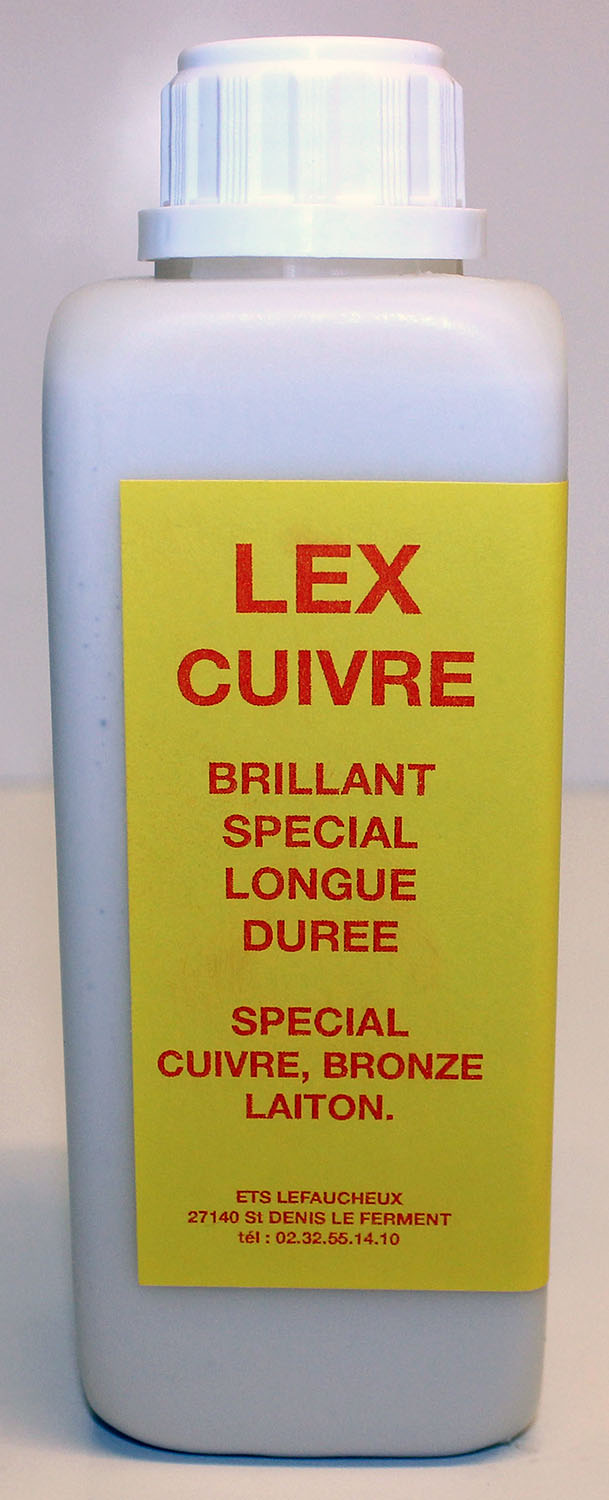 LEX
CUIVRE
BRILLANT
SPECIAL
LONGUE
DUREE
SPECIAL
CUIVRE, BRONZE
LAITON.
ETS LEFAUCHEUX
27140 St DENIS LE FERMENT
tél : 02.32.55.14.10